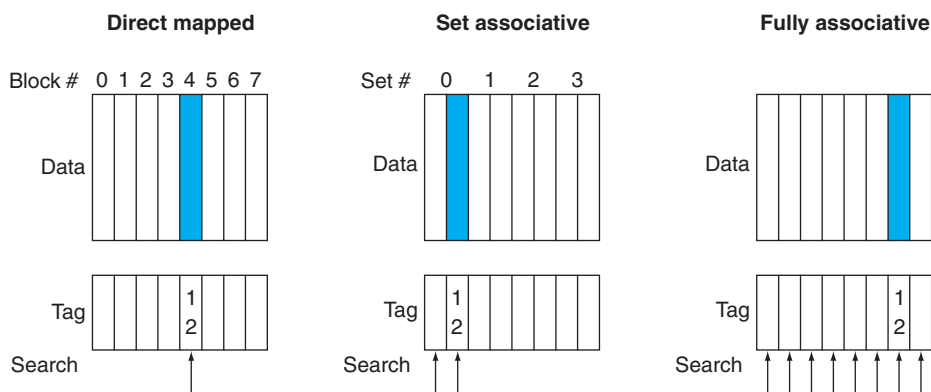 Direct mapped
Block # 0 1 2 3 4 5 6 7
Data
Tag
1
2
Search
Set associative
Set # 0 1 2 3
Data
Tag
1
2
Search
Fully associative
Data
Tag
1
2
Search